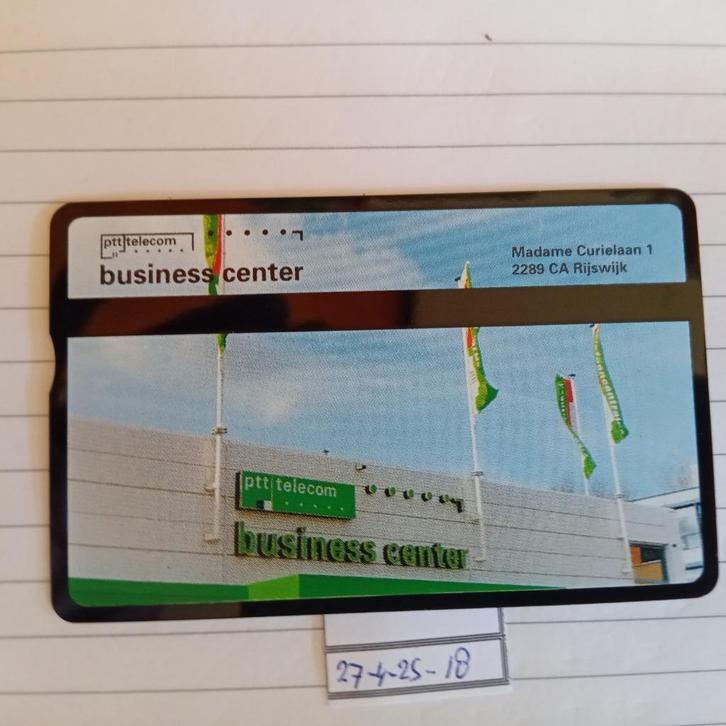 ptt telecom
business center
Madame Curielaan 1
2289 CA Rijswijk
ptt telecom
business center
27-4-25-18